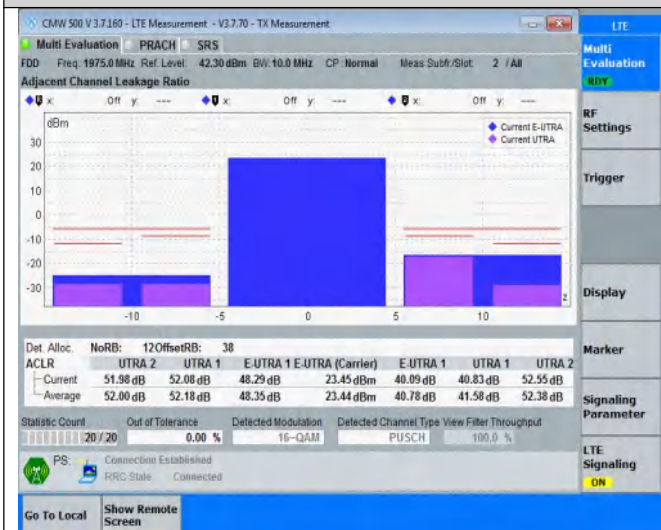 CMW 500 V 3.7.160 - LTE Measurement - V3.7.70 - TX Measurement
LTE
Multi Evaluation PRACH SRS
Multi Evaluation
RDY
FDD Freq: 1975.0 MHz Ref. Level: 42.30 dBm BW: 10.0 MHz CP: Normal Meas Subfr./Slot: 2 / All
Adjacent Channel Leakage Ratio
x: Off y: --- x: Off y: --- x: Off y: ---
dBm
Current E-UTRA
Current UTRA
30
20
10
0
-10
-20
-30
-10 -5 0 5 10
RF Settings
Trigger
Display
Marker
Signaling Parameter
LTE Signaling
ON
Det. Alloc. NoRB: 12 OffsetRB: 38
ACLR UTRA 2 UTRA 1 E-UTRA 1 E-UTRA (Carrier) E-UTRA 1 UTRA 1 UTRA 2
Current 51.98 dB 52.08 dB 48.29 dB 23.45 dBm 40.09 dB 40.83 dB 52.55 dB
Average 52.00 dB 52.18 dB 48.35 dB 23.44 dBm 40.78 dB 41.58 dB 52.38 dB
Statistic Count Out of Tolerance Detected Modulation Detected Channel Type View Filter Throughput
20 / 20 0.00 % 16-QAM PUSCH 100.0 %
PS: Connection Established
RRC State Connected
Go To Local Show Remote Screen